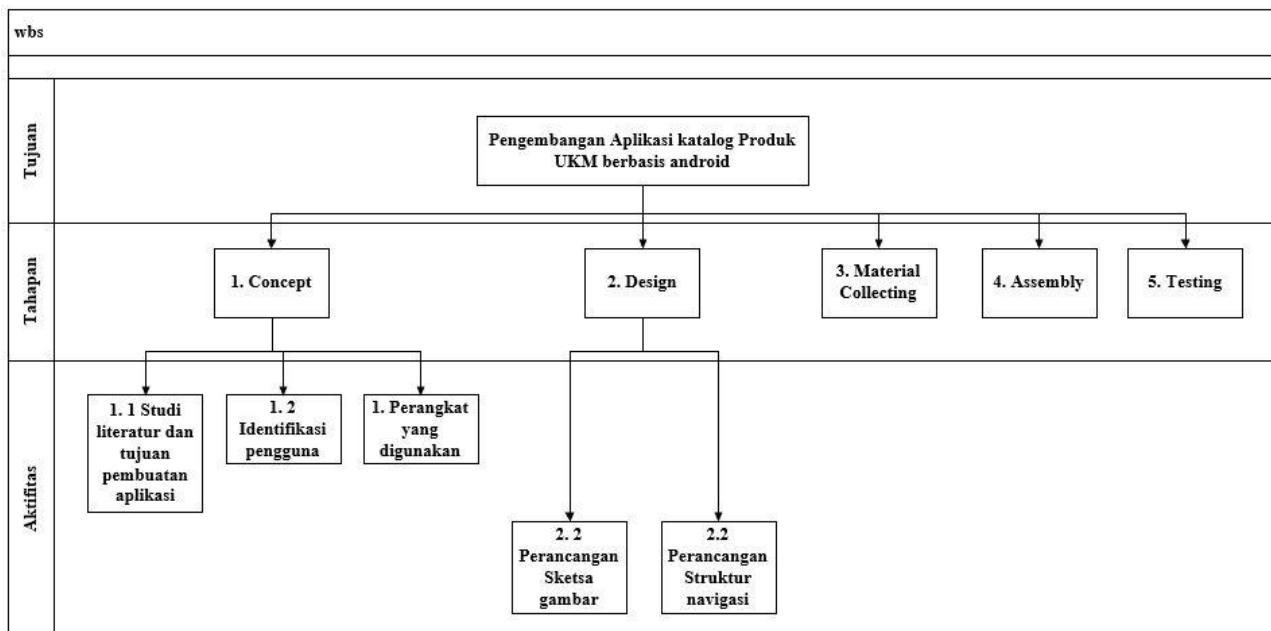 wbs
Tujuan
Pengembangan Aplikasi katalog Produk
UKM berbasis android
Tahapan
1. Concept
2. Design
3. Material
Collecting
4. Assembly
5. Testing
Aktifitas
1. 1 Studi
literatur dan
tujuan
pembuatan
aplikasi
1. 2
Identifikasi
pengguna
1. Perangkat
yang
digunakan
2. 2
Perancangan
Sketsa
gambar
2.2
Perancangan
Struktur
navigasi